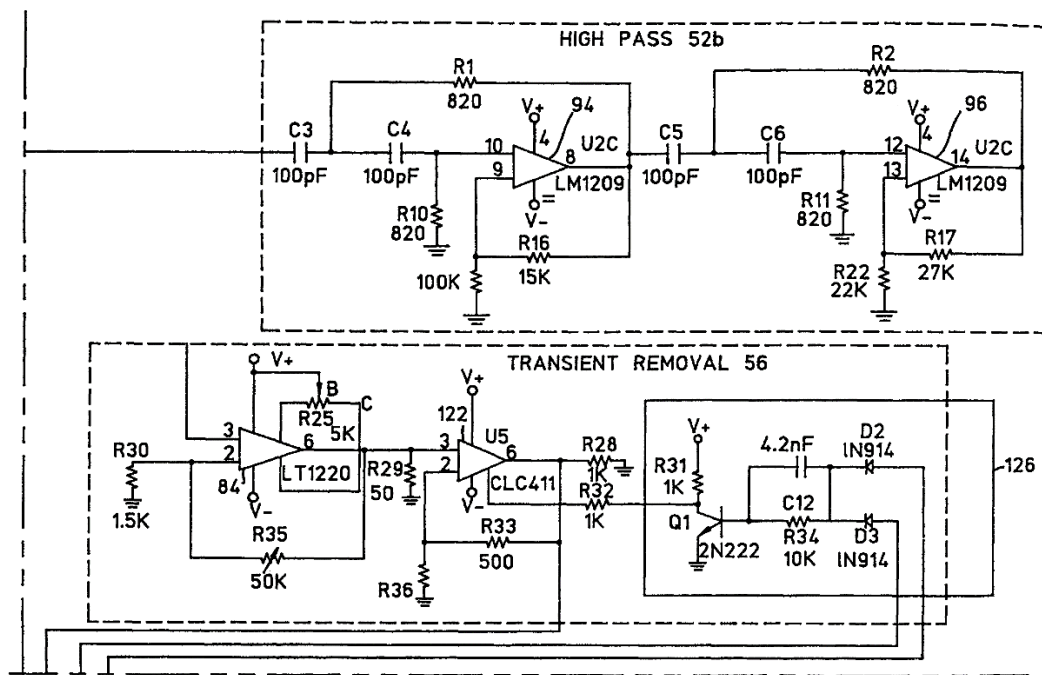 HIGH PASS 52b
R1
820
R2
820
C3
100pF
C4
100pF
V+
94
4
10
9
8
U2C
LM1209
V-
=
R10
820
R16
15K
100K
C5
100pF
C6
100pF
V+
96
4
12
13
14
U2C
LM1209
V-
=
R11
820
R17
27K
R22
22K
TRANSIENT REMOVAL 56
V+
B
C
R25
5K
3
2
6
LT1220
84
V-
R30
1.5K
R35
50K
R29
50
V+
122
U5
3
2
6
CLC411
V-
R28
1K
R32
1K
R33
500
R36
V+
R31
1K
Q1
2N222
4.2nF
C12
R34
10K
D2
IN914
D3
IN914
126